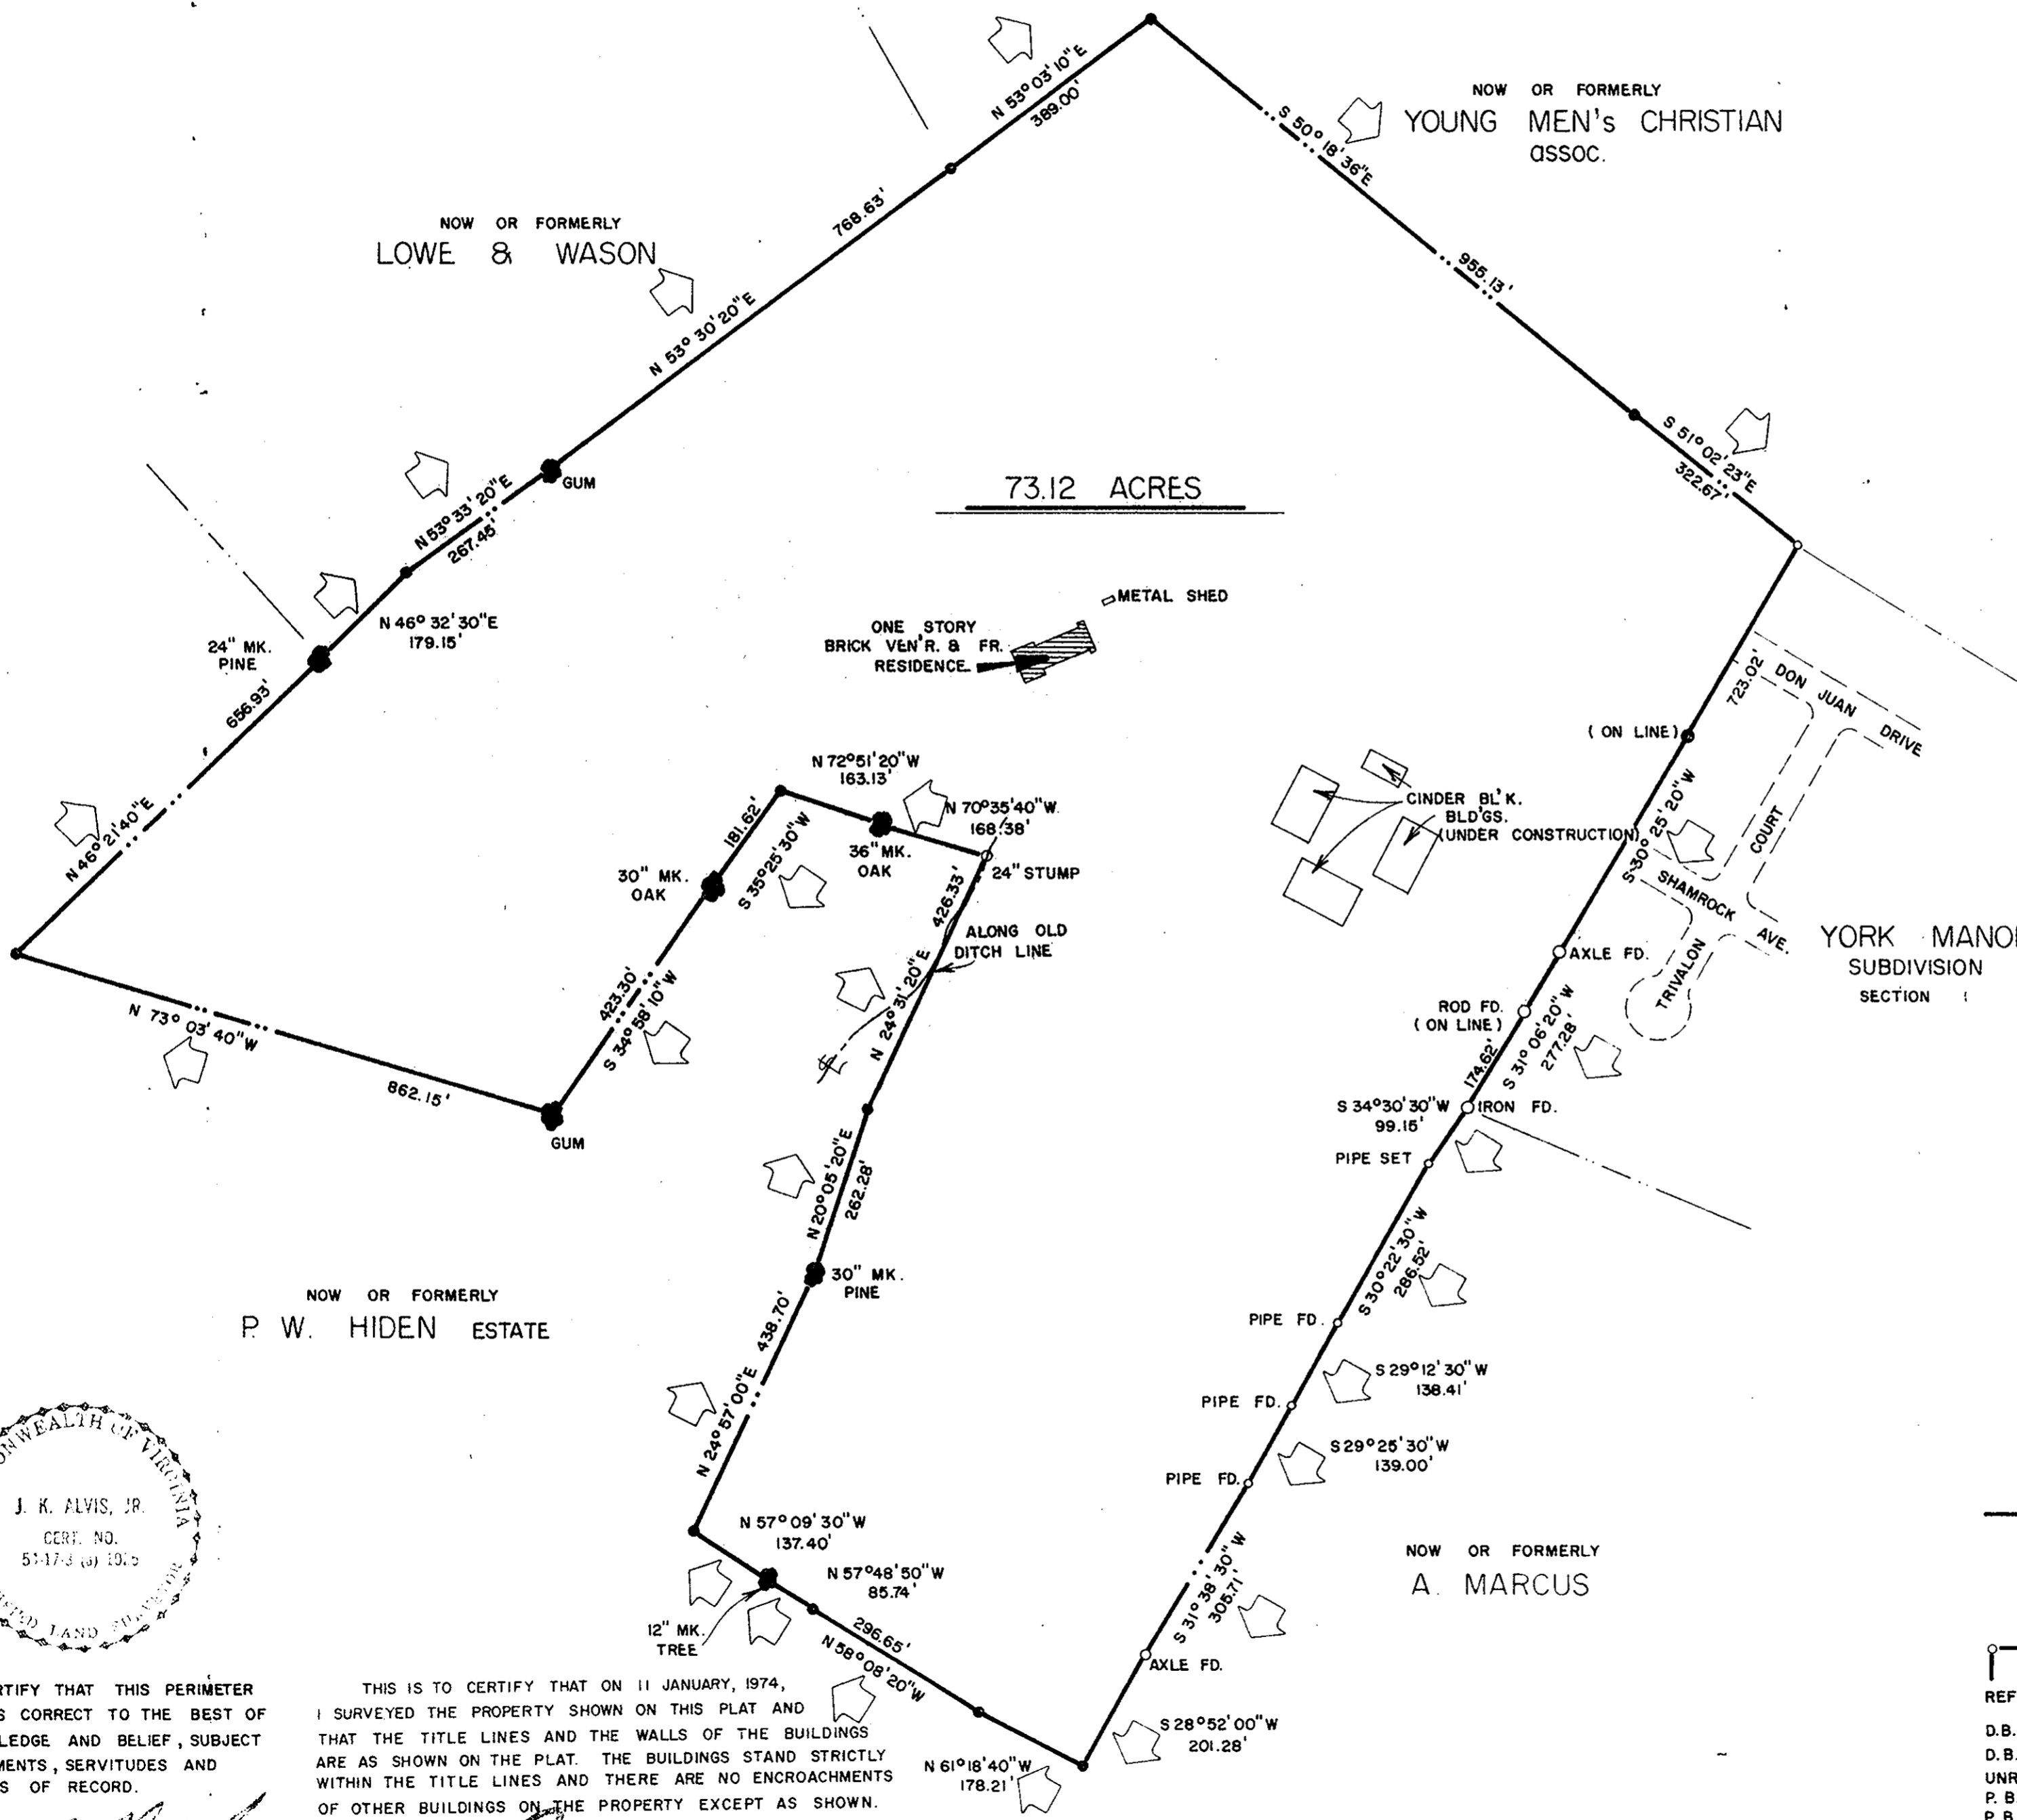 N 53° 03' 10" E
389.00'
NOW OR FORMERLY
YOUNG MEN's CHRISTIAN
assoc.
S 50° 18' 36" E
955.13'
NOW OR FORMERLY
LOWE & WASON
768.63'
N 53° 30' 20" E
S 51° 02' 23" E
322.67'
GUM
N 53° 33' 20" E
267.45'
73.12 ACRES
METAL SHED
ONE STORY
BRICK VEN'R. & FR.
RESIDENCE
N 46° 32' 30" E
179.15'
24" MK.
PINE
656.93'
N 46° 21' 40" E
723.02'
DON JUAN DRIVE
( ON LINE )
S 30° 25' 20" W
COURT
SHAMROCK AVE.
TRIVALON
CINDER BL'K.
BLD'GS.
(UNDER CONSTRUCTION)
N 72° 51' 20" W
163.13'
N 70° 35' 40" W.
168.38'
36" MK.
OAK
24" STUMP
181.62'
S 35° 25' 30" W
30" MK.
OAK
426.33'
ALONG OLD
DITCH LINE
N 24° 31' 20" E
423.30'
S 34° 58' 10" W
N 73° 03' 40" W
862.15'
GUM
YORK MANO
SUBDIVISION
SECTION
AXLE FD.
ROD FD.
( ON LINE )
174.62'
S 31° 06' 20" W
277.28'
S 34° 30' 30" W
99.15'
IRON FD.
PIPE SET
N 20° 05' 20" E
262.28'
30" MK.
PINE
S 30° 22' 30" W
286.52'
PIPE FD.
NOW OR FORMERLY
P. W. HIDEN ESTATE
438.70'
N 24° 57' 00" E
S 29° 12' 30" W
138.41'
PIPE FD.
S 29° 25' 30" W
139.00'
PIPE FD.
N 57° 09' 30" W
137.40'
N 57° 48' 50" W
85.74'
12" MK.
TREE
296.65'
N 58° 08' 20" W
S 31° 38' 30" W
305.71'
AXLE FD.
NOW OR FORMERLY
A. MARCUS
S 28° 52' 00" W
201.28'
N 61° 18' 40" W
178.21'
ONWEALTH OF VIRGINIA
J. K. ALVIS, JR.
CERT. NO.
LAND
RTIFY THAT THIS PERIMETER
S CORRECT TO THE BEST OF
LEDGE AND BELIEF, SUBJECT
MENTS, SERVITUDES AND
S OF RECORD.
THIS IS TO CERTIFY THAT ON 11 JANUARY, 1974,
I SURVEYED THE PROPERTY SHOWN ON THIS PLAT AND
THAT THE TITLE LINES AND THE WALLS OF THE BUILDINGS
ARE AS SHOWN ON THE PLAT. THE BUILDINGS STAND STRICTLY
WITHIN THE TITLE LINES AND THERE ARE NO ENCROACHMENTS
OF OTHER BUILDINGS ON THE PROPERTY EXCEPT AS SHOWN.
REF
D.B.
D.B.
UNR
P. B.
P. B.